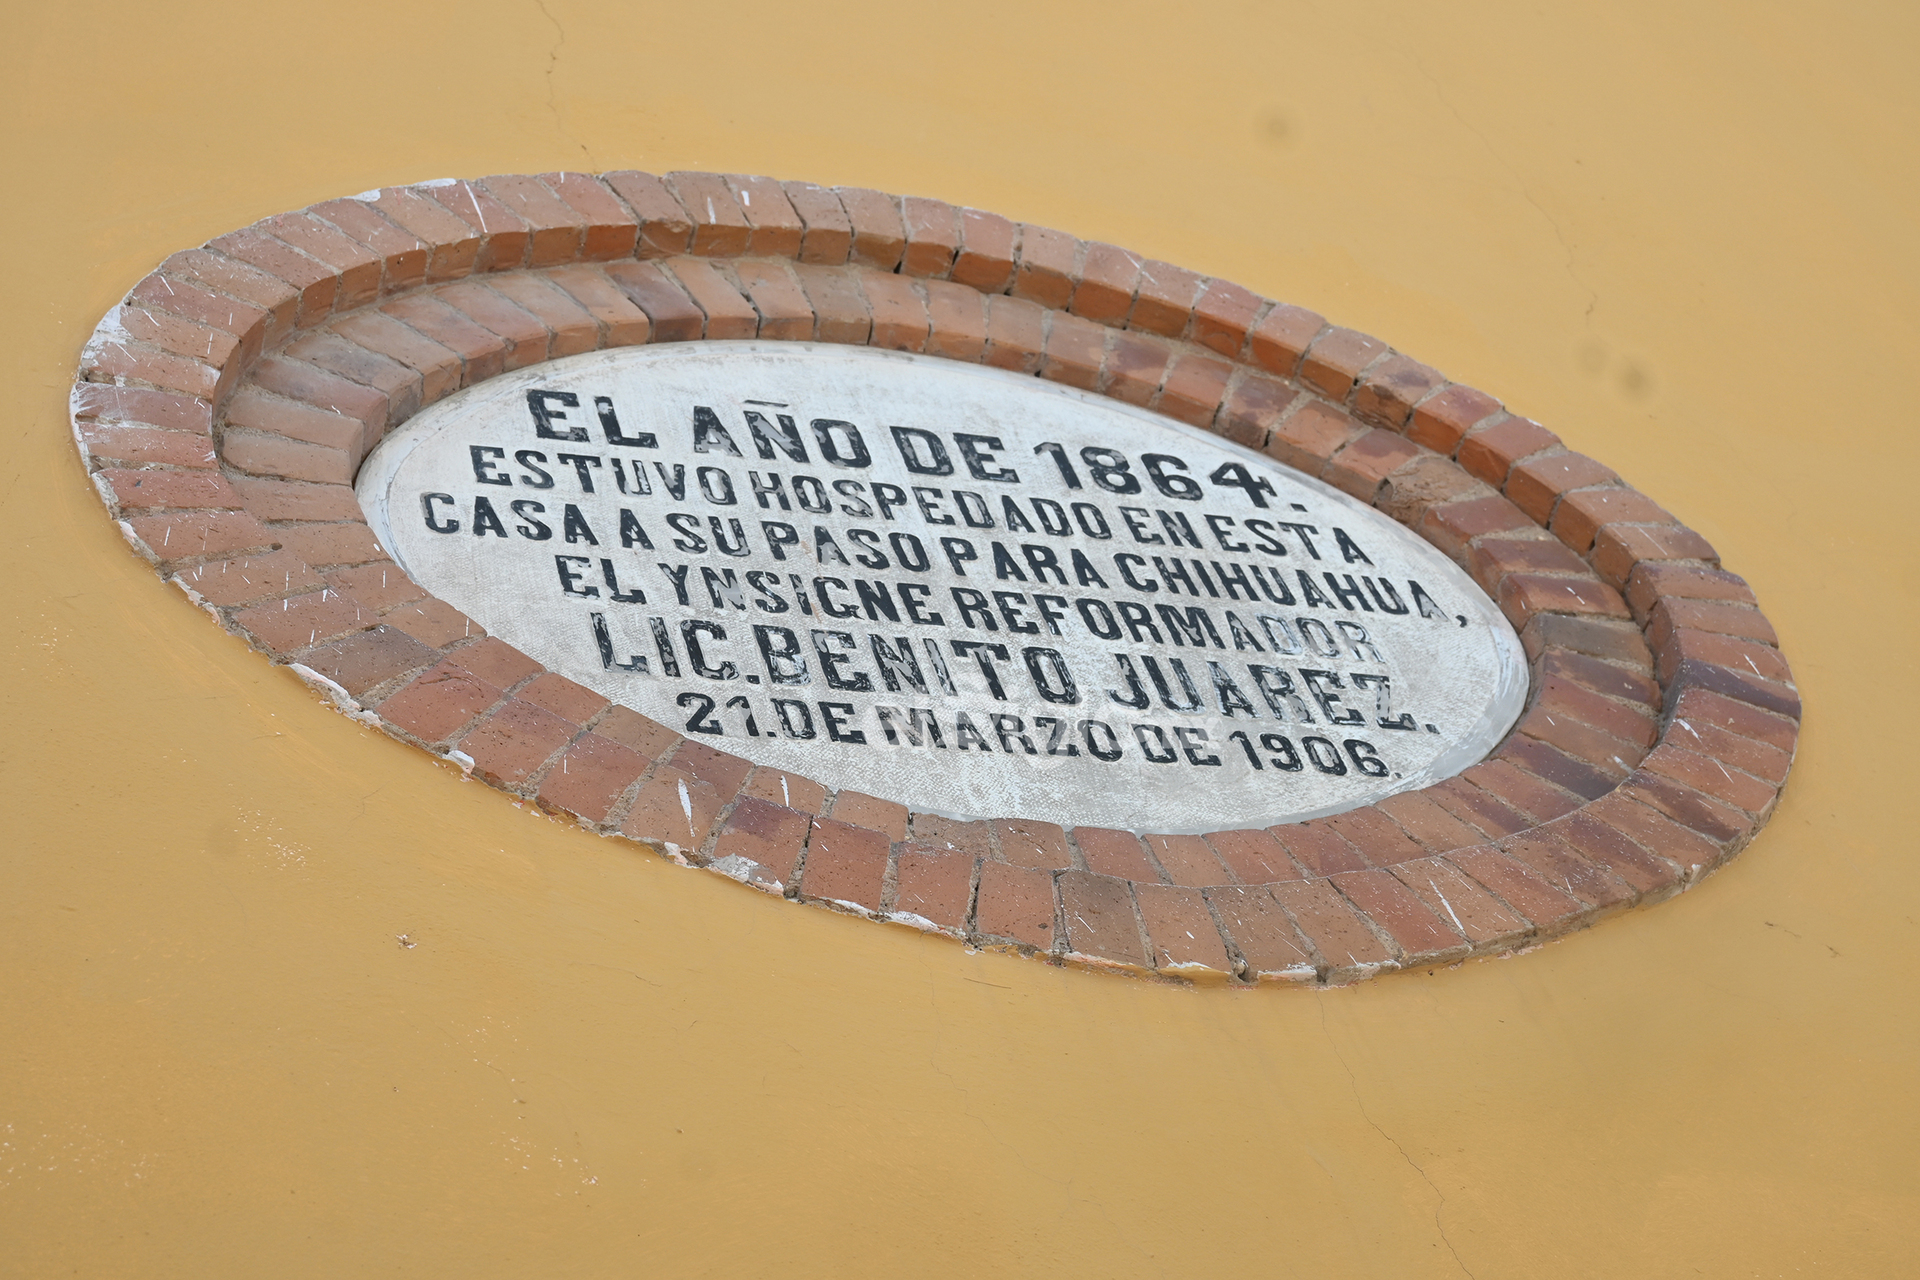 EL AÑO DE 1864.
ESTUVO HOSPEDADO EN ESTA
CASA A SU PASO PARA CHIHUAHUA,
EL YNSIGNE REFORMADOR
LIC. BENITO JUAREZ.
21. DE MARZO DE 1906.